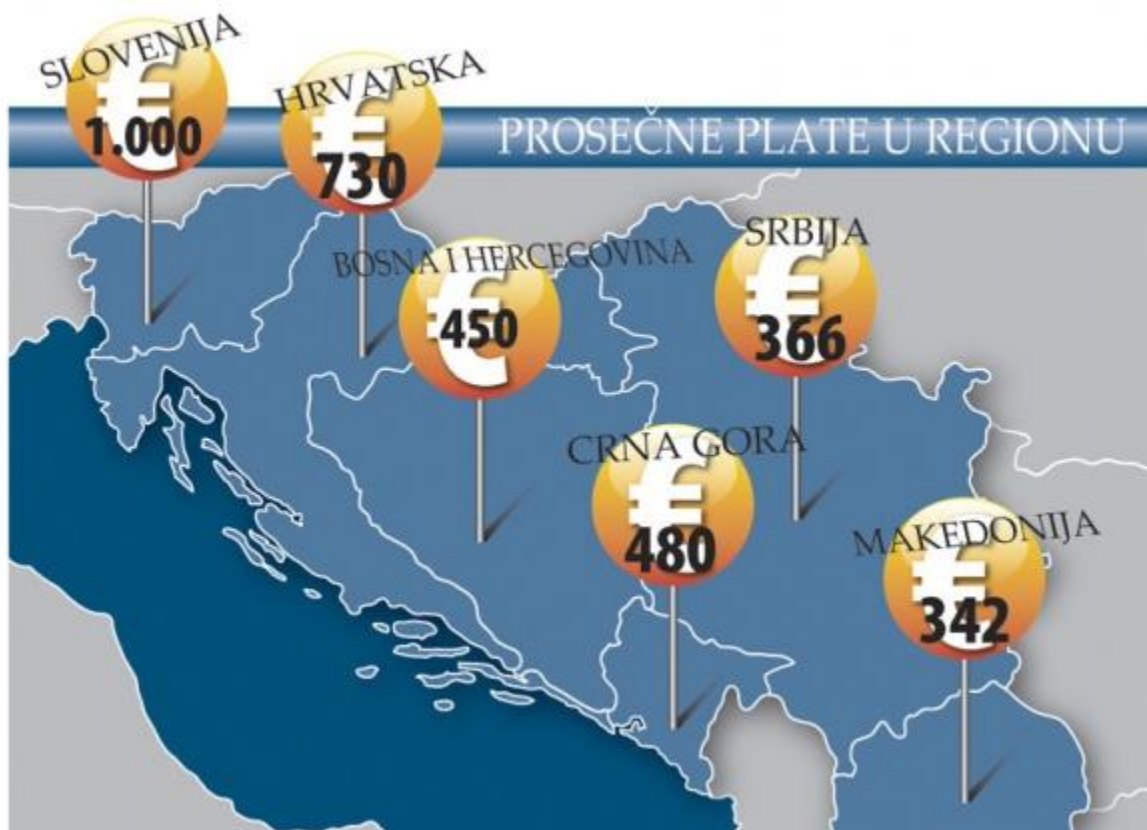 SLOVENIJA
€
1.000
HRVATSKA
€
730
PROSEČNE PLATE U REGIONU
BOSNA I HERCEGOVINA
€
450
SRBIJA
€
366
CRNA GORA
€
480
MAKEDONIJA
€
342